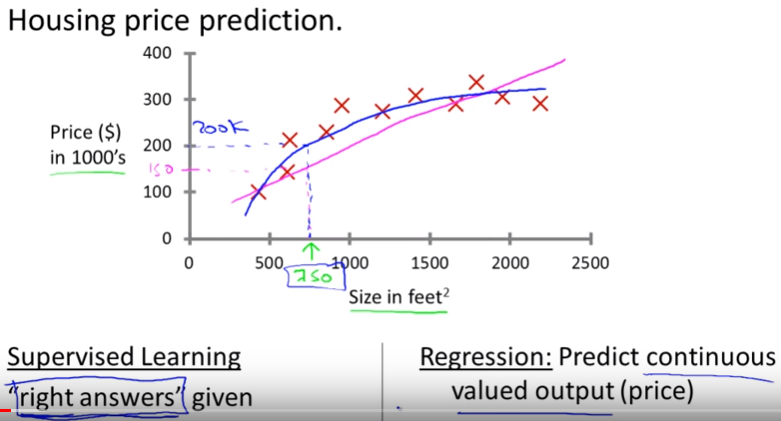 Housing price prediction.
400
300
200K
Price ($)
in 1000's
200
150
100
0
0 500 1000 1500 2000 2500
750
Size in feet²
Supervised Learning
"right answers" given
Regression: Predict continuous
valued output (price)